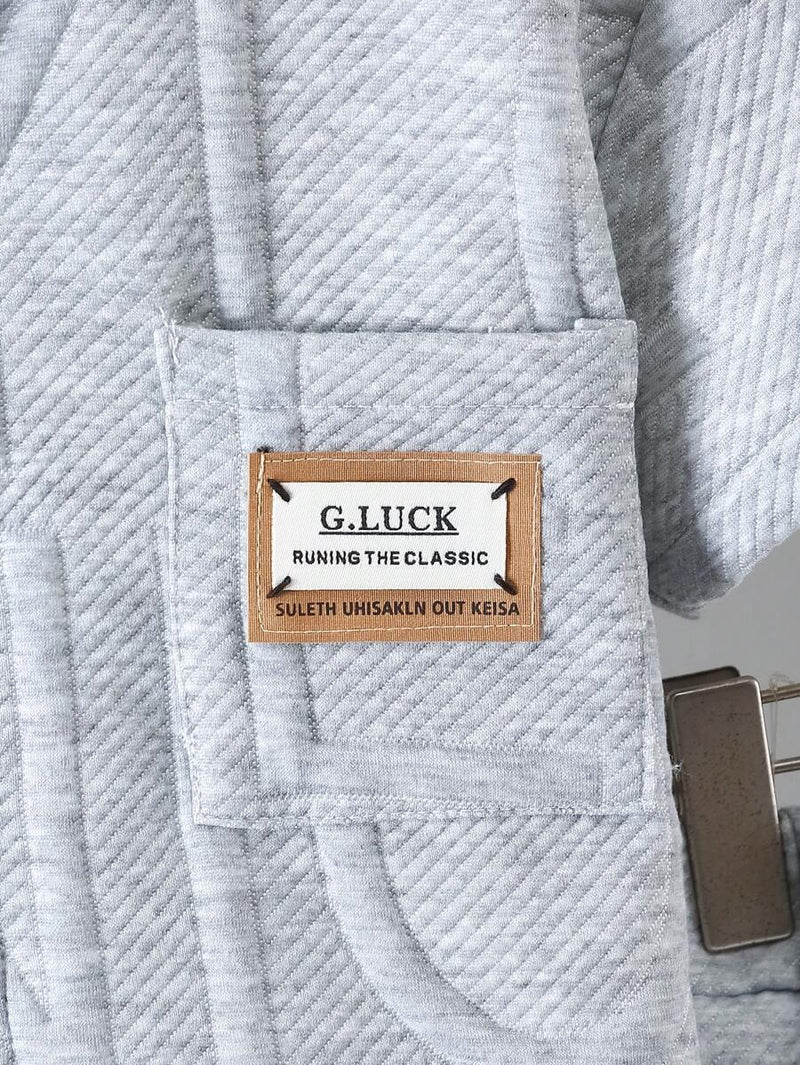 G.LUCK
RUNING THE CLASSIC
SULETH UHISAKLN OUT KEISA